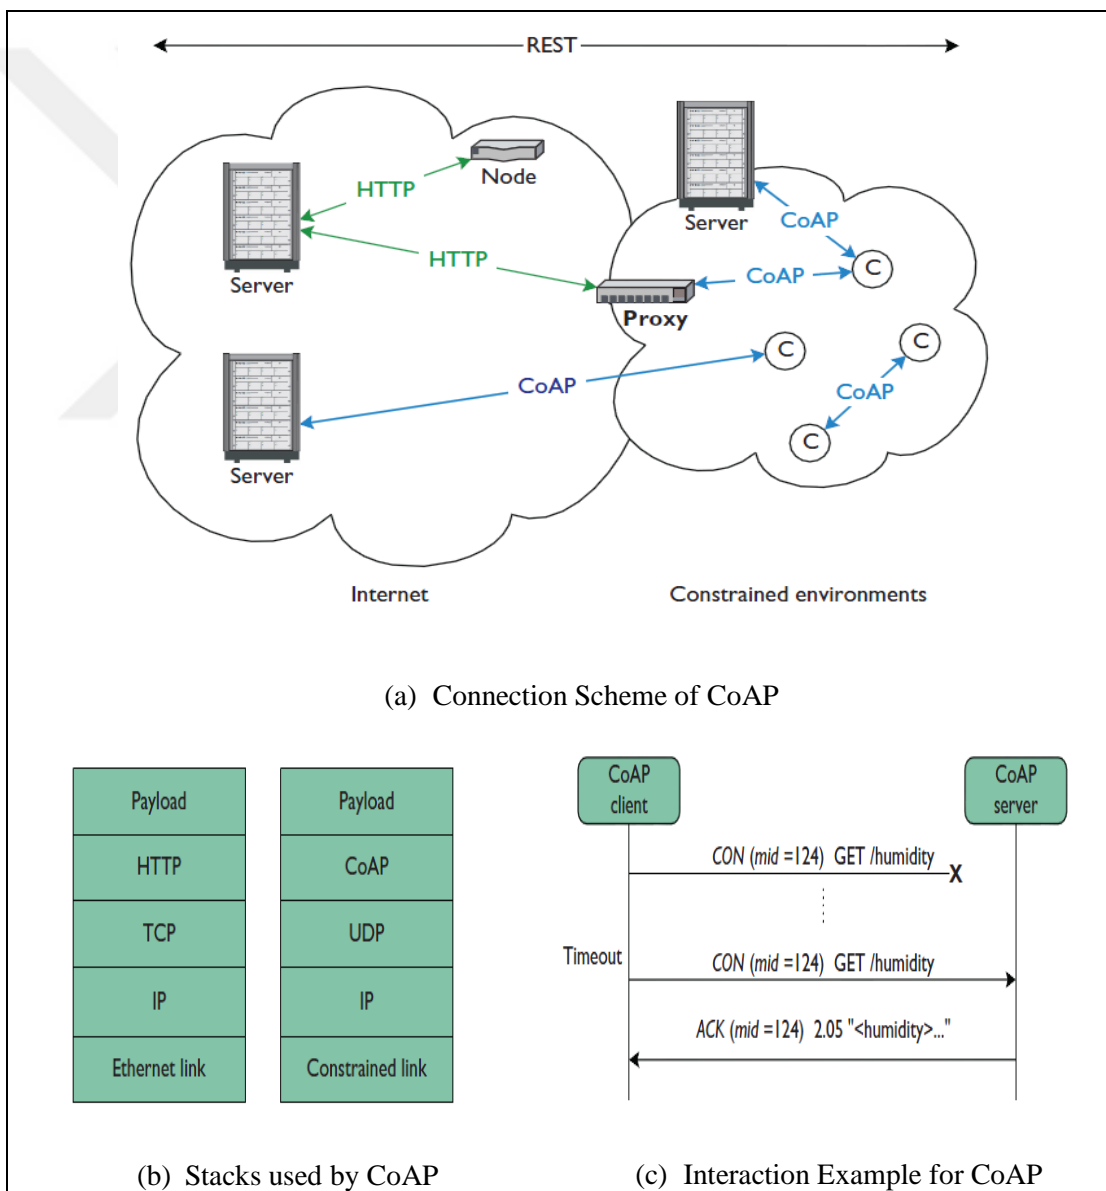 REST
Node
HTTP
Server
CoAP
HTTP
CoAP
C
Server
Proxy
C
C
CoAP
CoAP
C
Server
Internet
Constrained environments
(a) Connection Scheme of CoAP
Payload
HTTP
TCP
IP
Ethernet link
Payload
CoAP
UDP
IP
Constrained link
CoAP
client
CoAP
server
CON (mid =124) GET /humidity
X
Timeout
CON (mid =124) GET /humidity
ACK (mid =124) 2.05 "<humidity>..."
(b) Stacks used by CoAP
(c) Interaction Example for CoAP